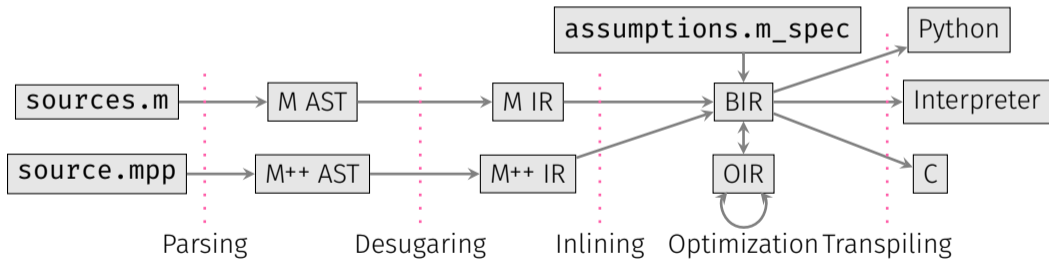 assumptions.m_spec
Python
sources.m
M AST
M IR
BIR
Interpreter
source.mpp
M++ AST
M++ IR
OIR
C
Parsing
Desugaring
Inlining
Optimization
Transpiling